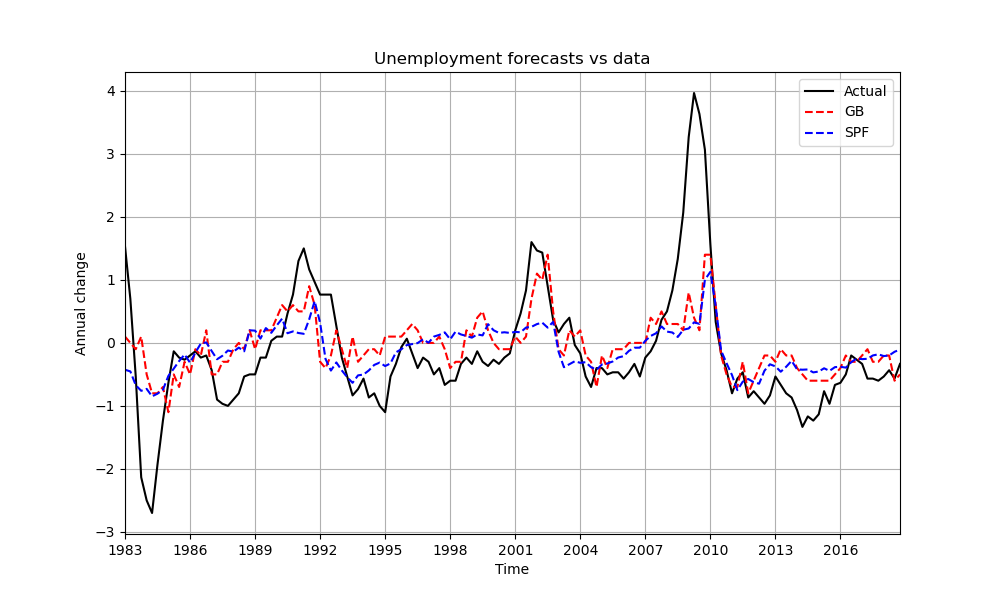 Unemployment forecasts vs data
Actual
GB
SPF
Annual change
4
3
2
1
0
−1
−2
−3
1983 1986 1989 1992 1995 1998 2001 2004 2007 2010 2013 2016
Time